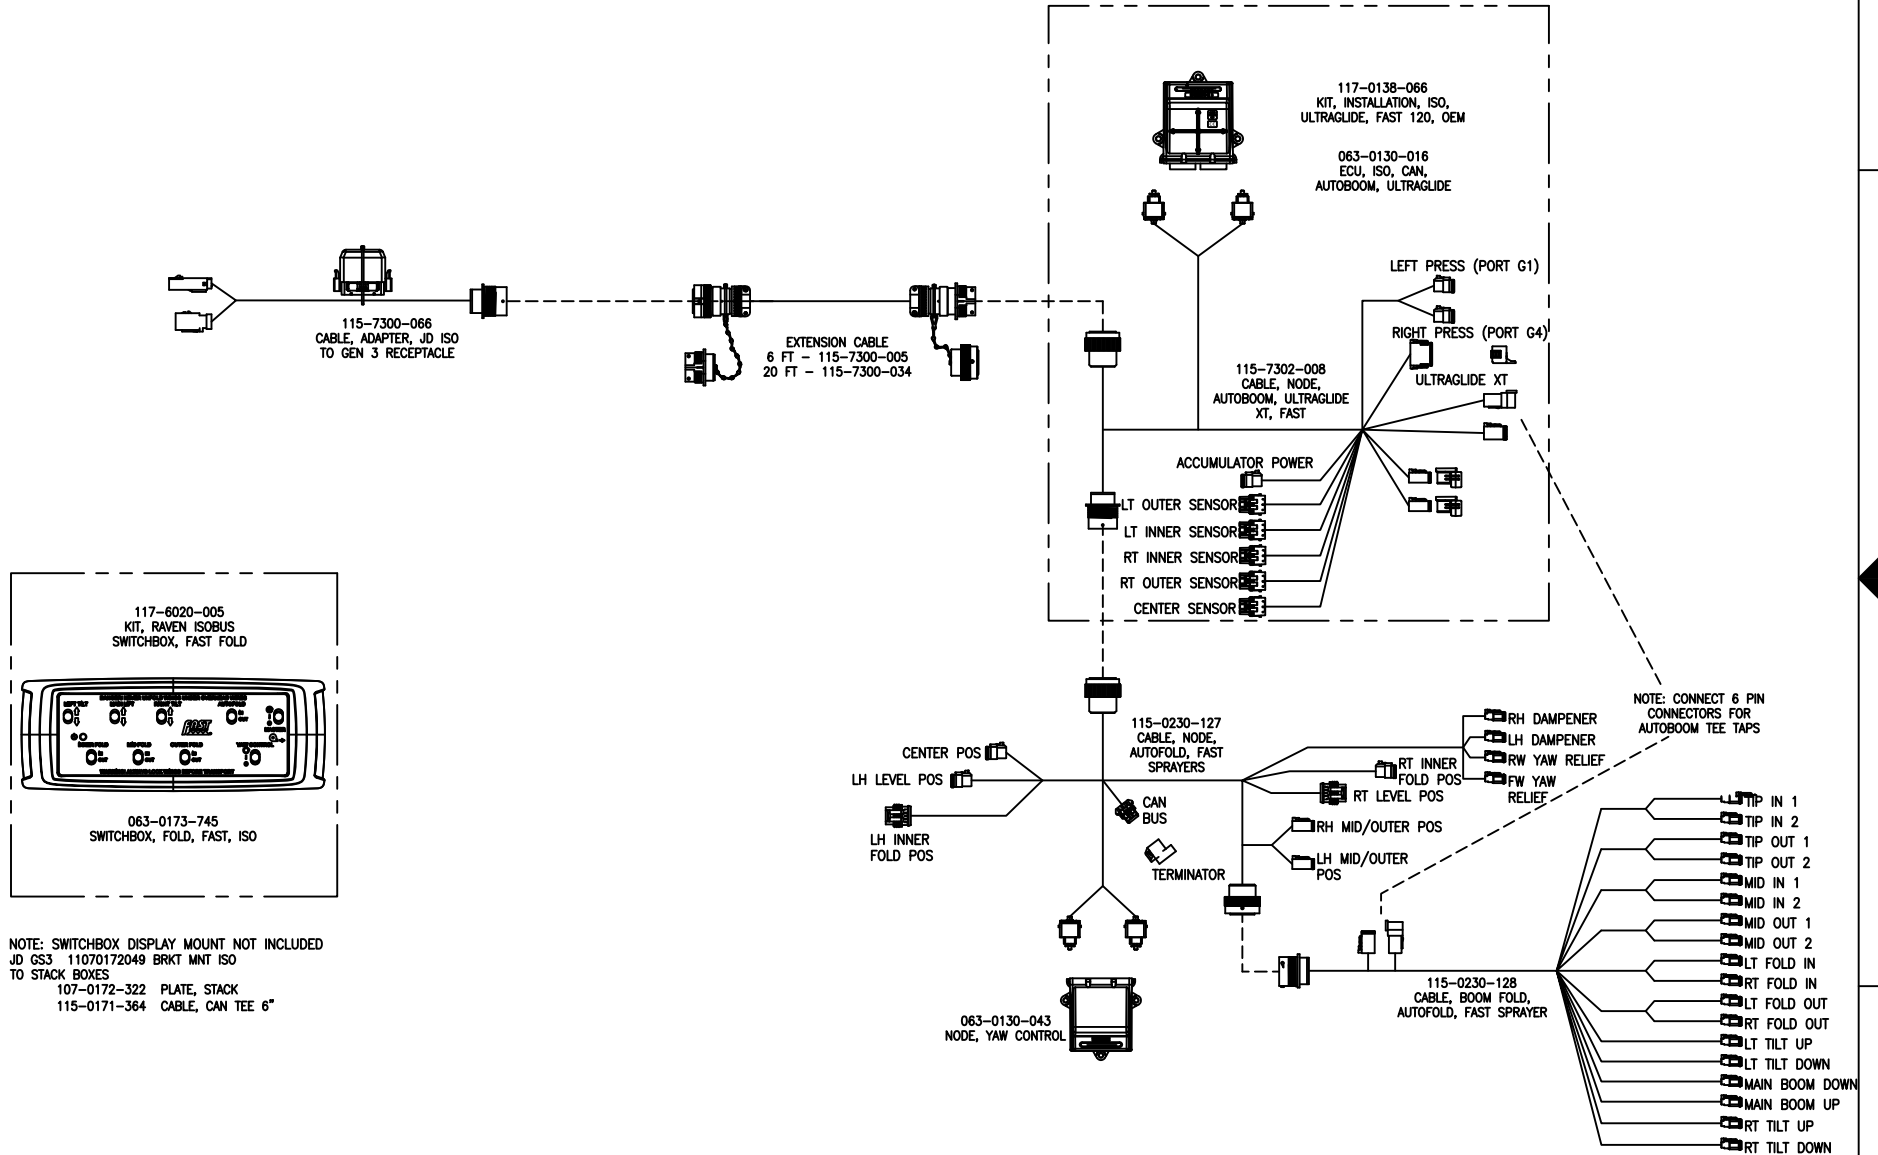 117-0138-066
KIT, INSTALLATION, ISO,
ULTRAGLIDE, FAST 120, OEM
063-0130-016
ECU, ISO, CAN,
AUTOBOOM, ULTRAGLIDE
LEFT PRESS (PORT G1)
RIGHT PRESS (PORT G4)
ULTRAGLIDE XT
115-7300-066
CABLE, ADAPTER, JD ISO
TO GEN 3 RECEPTACLE
EXTENSION CABLE
6 FT - 115-7300-005
20 FT - 115-7300-034
115-7302-008
CABLE, NODE,
AUTOBOOM, ULTRAGLIDE
XT, FAST
ACCUMULATOR POWER
LT OUTER SENSOR
LT INNER SENSOR
RT INNER SENSOR
RT OUTER SENSOR
CENTER SENSOR
117-6020-005
KIT, RAVEN ISOBUS
SWITCHBOX, FAST FOLD
LEFT TILT
RIGHT TILT
AUTOFOLD
FAST
063-0173-745
SWITCHBOX, FOLD, FAST, ISO
NOTE: SWITCHBOX DISPLAY MOUNT NOT INCLUDED
JD GS3 11070172049 BRKT MNT ISO
TO STACK BOXES
107-0172-322 PLATE, STACK
115-0171-364 CABLE, CAN TEE 6"
NOTE: CONNECT 6 PIN
CONNECTORS FOR
AUTOBOOM TEE TAPS
115-0230-127
CABLE, NODE,
AUTOFOLD, FAST
SPRAYERS
CENTER POS
LH LEVEL POS
LH INNER
FOLD POS
CAN
BUS
TERMINATOR
RH DAMPENER
LH DAMPENER
RW YAW RELIEF
FW YAW
RELIEF
RT INNER
FOLD POS
RT LEVEL POS
RH MID/OUTER POS
LH MID/OUTER
POS
063-0130-043
NODE, YAW CONTROL
115-0230-128
CABLE, BOOM FOLD,
AUTOFOLD, FAST SPRAYER
TIP IN 1
TIP IN 2
TIP OUT 1
TIP OUT 2
MID IN 1
MID IN 2
MID OUT 1
MID OUT 2
LT FOLD IN
RT FOLD IN
LT FOLD OUT
RT FOLD OUT
LT TILT UP
LT TILT DOWN
MAIN BOOM DOWN
MAIN BOOM UP
RT TILT UP
RT TILT DOWN